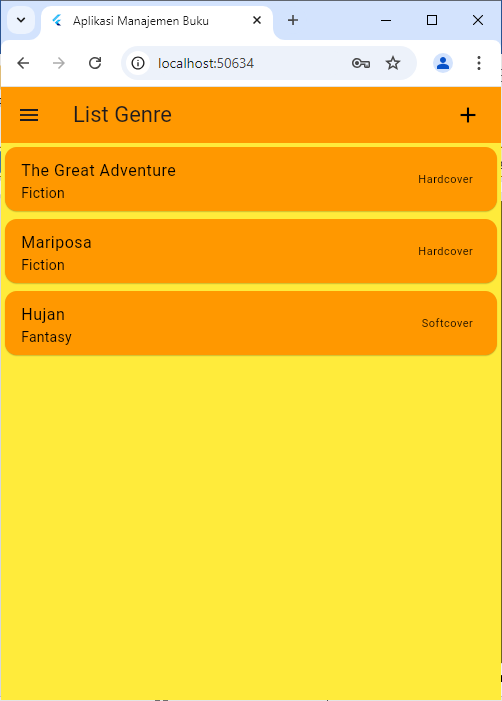 Aplikasi Manajemen Buku
localhost:50634
List Genre
The Great Adventure
Fiction
Hardcover
Mariposa
Fiction
Hardcover
Hujan
Fantasy
Softcover